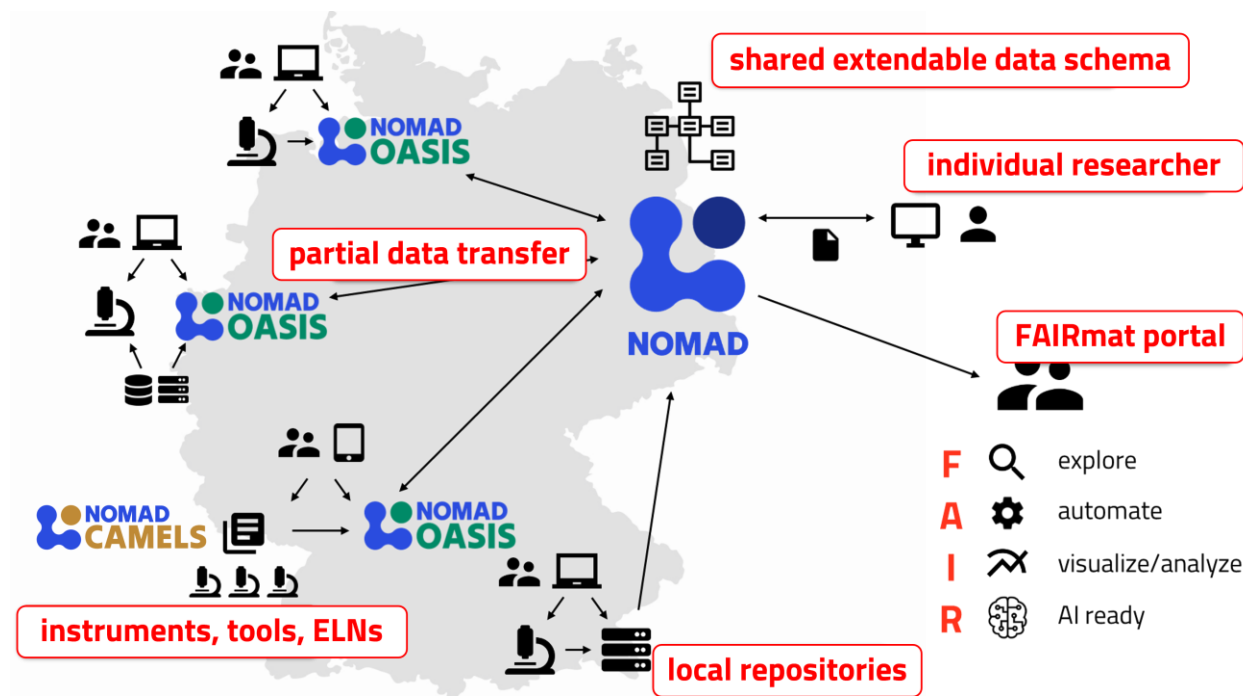 shared extendable data schema
NOMAD
OASIS
individual researcher
partial data transfer
NOMAD
OASIS
NOMAD
FAIRmat portal
F explore
A automate
I visualize/analyze
R AI ready
NOMAD
CAMELS
NOMAD
OASIS
instruments, tools, ELNs
local repositories